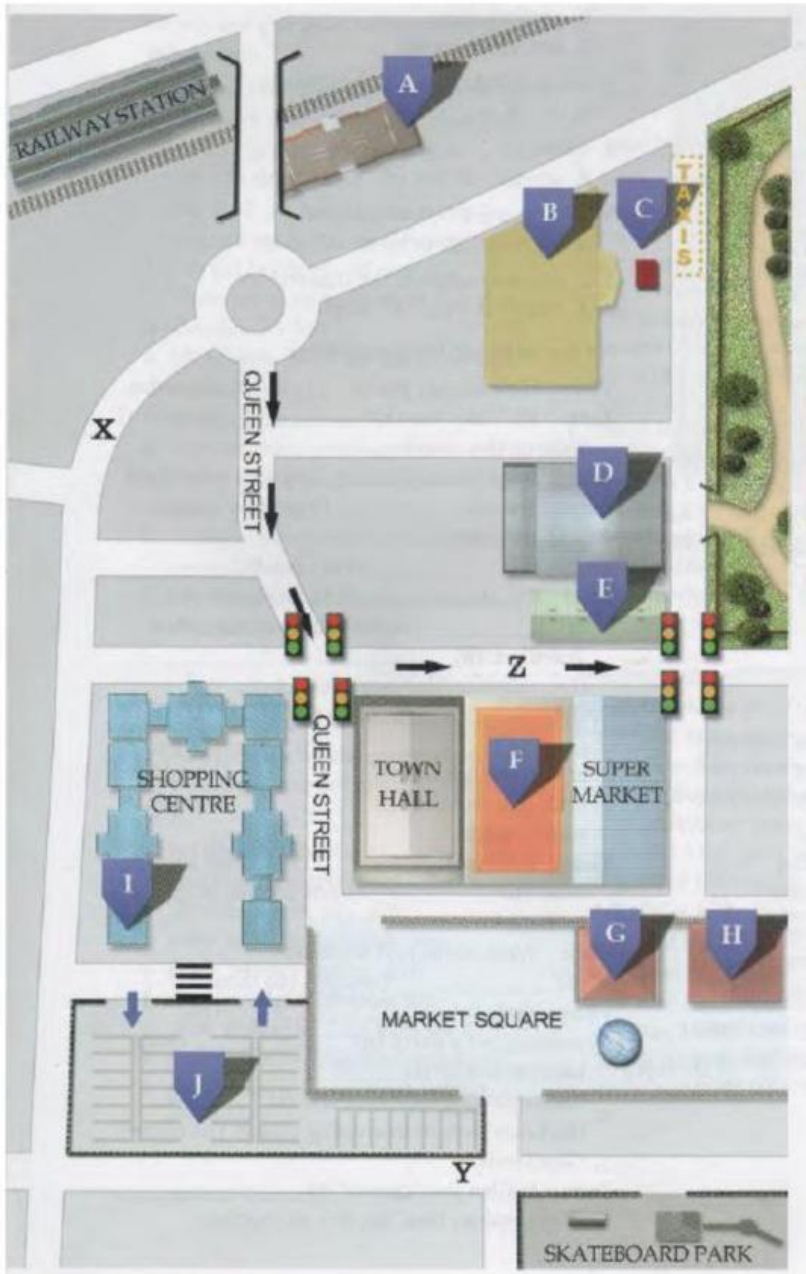 A
RAILWAY STATION
B
C
TAXIS
QUEEN STREET
X
D
E
Z
SHOPPING
CENTRE
QUEEN STREET
TOWN
HALL
F
SUPER
MARKET
I
G
H
MARKET SQUARE
J
Y
SKATEBOARD PARK